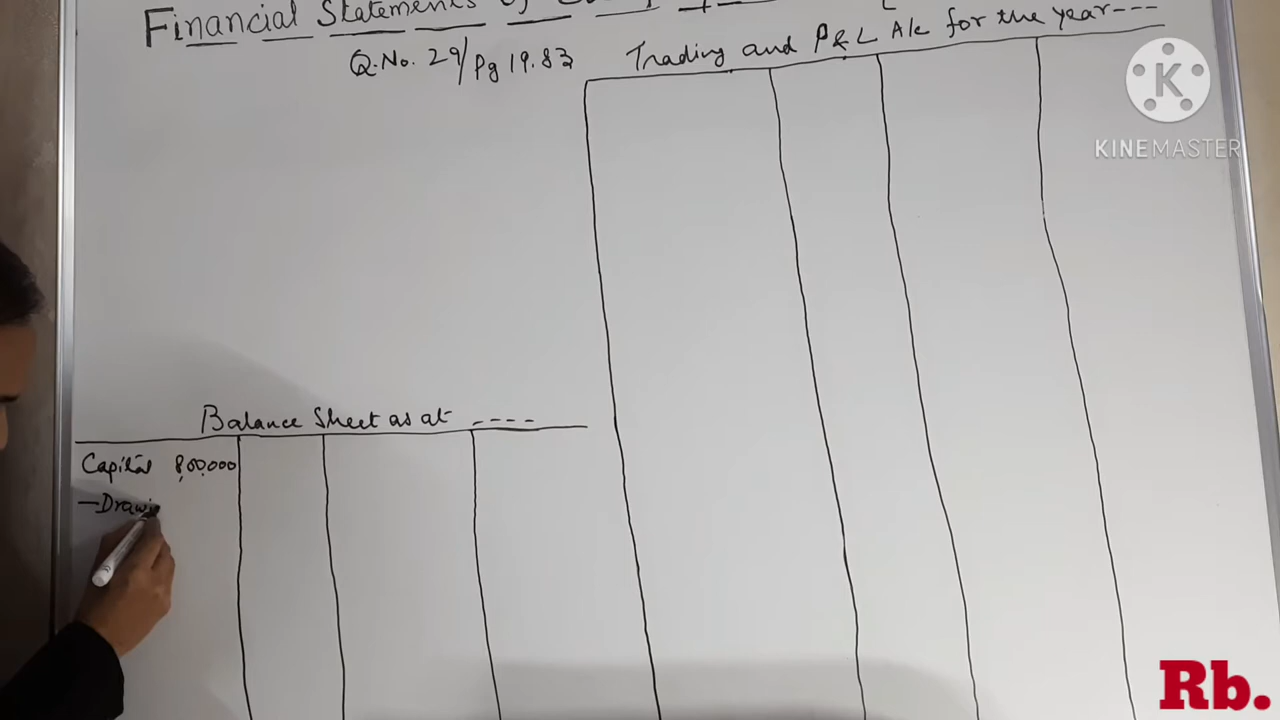 Financial Statements of
Q.No. 29/Pg 19.83
Trading and P&L A/c for the year---
KINEMASTER
Balance Sheet as at ----
Capital 8,00,000
—Drawi
Rb.